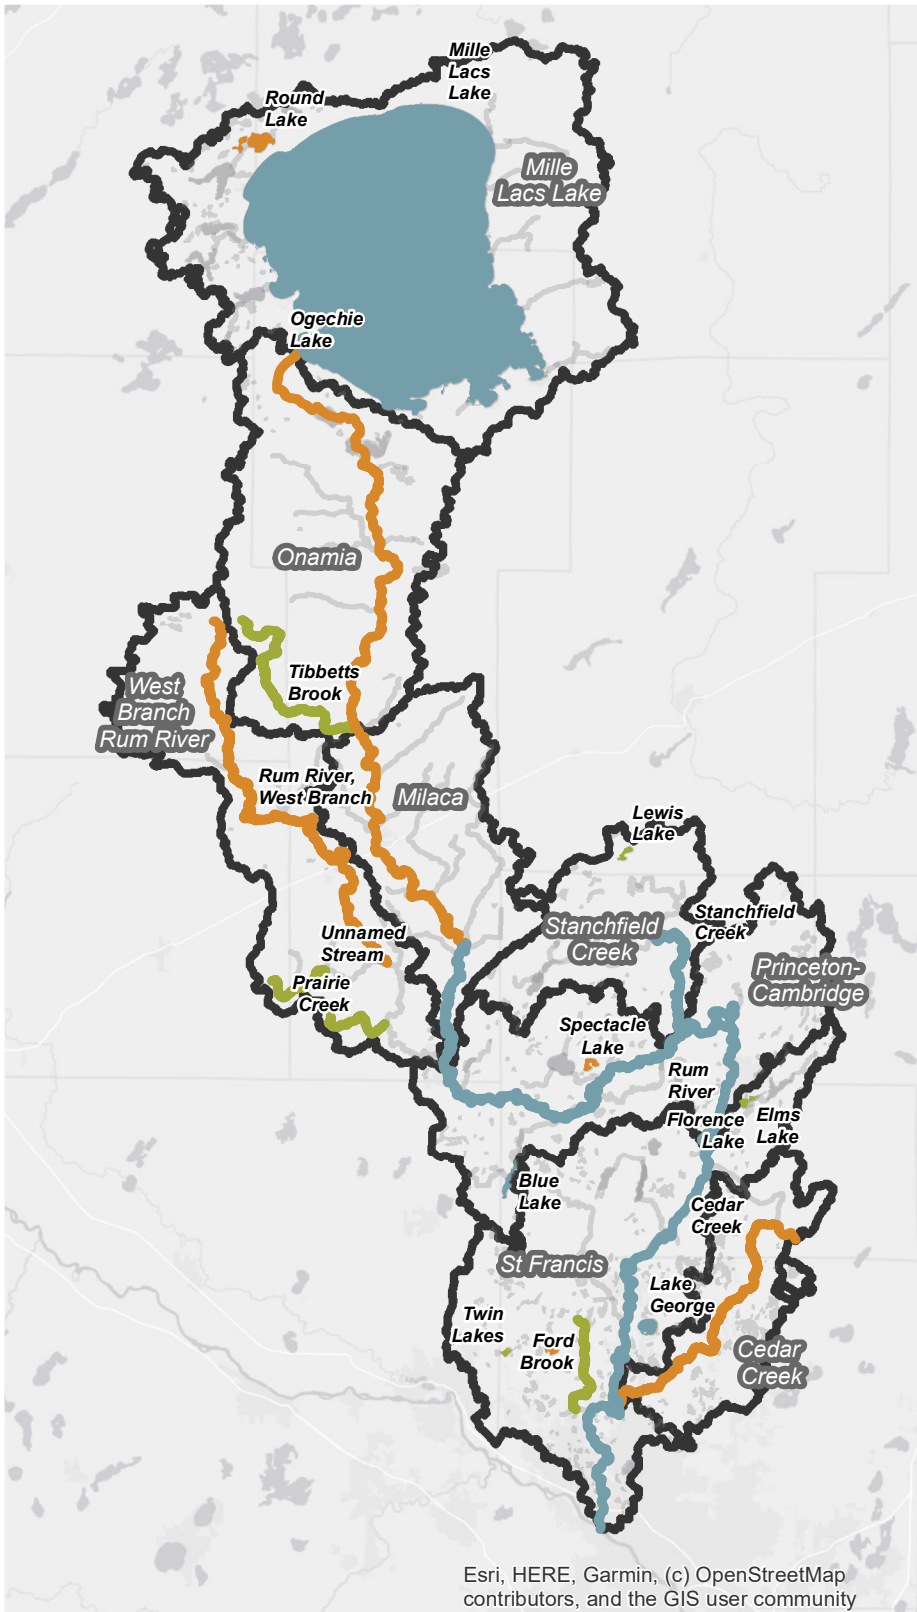 Mille
Lacs
Lake
Round
Lake
Mille
Lacs Lake
Ogechie
Lake
Onamia
Tibbetts
Brook
West
Branch
Rum River
Rum River,
West Branch
Milaca
Lewis
Lake
Stanchfield
Creek
Stanchfield
Creek
Unnamed
Stream
Princeton-
Cambridge
Prairie
Creek
Spectacle
Lake
Rum
River
Florence
Lake
Elms
Lake
Blue
Lake
Cedar
Creek
St Francis
Lake
George
Twin
Lakes
Ford
Brook
Cedar
Creek
Esri, HERE, Garmin, (c) OpenStreetMap
contributors, and the GIS user community